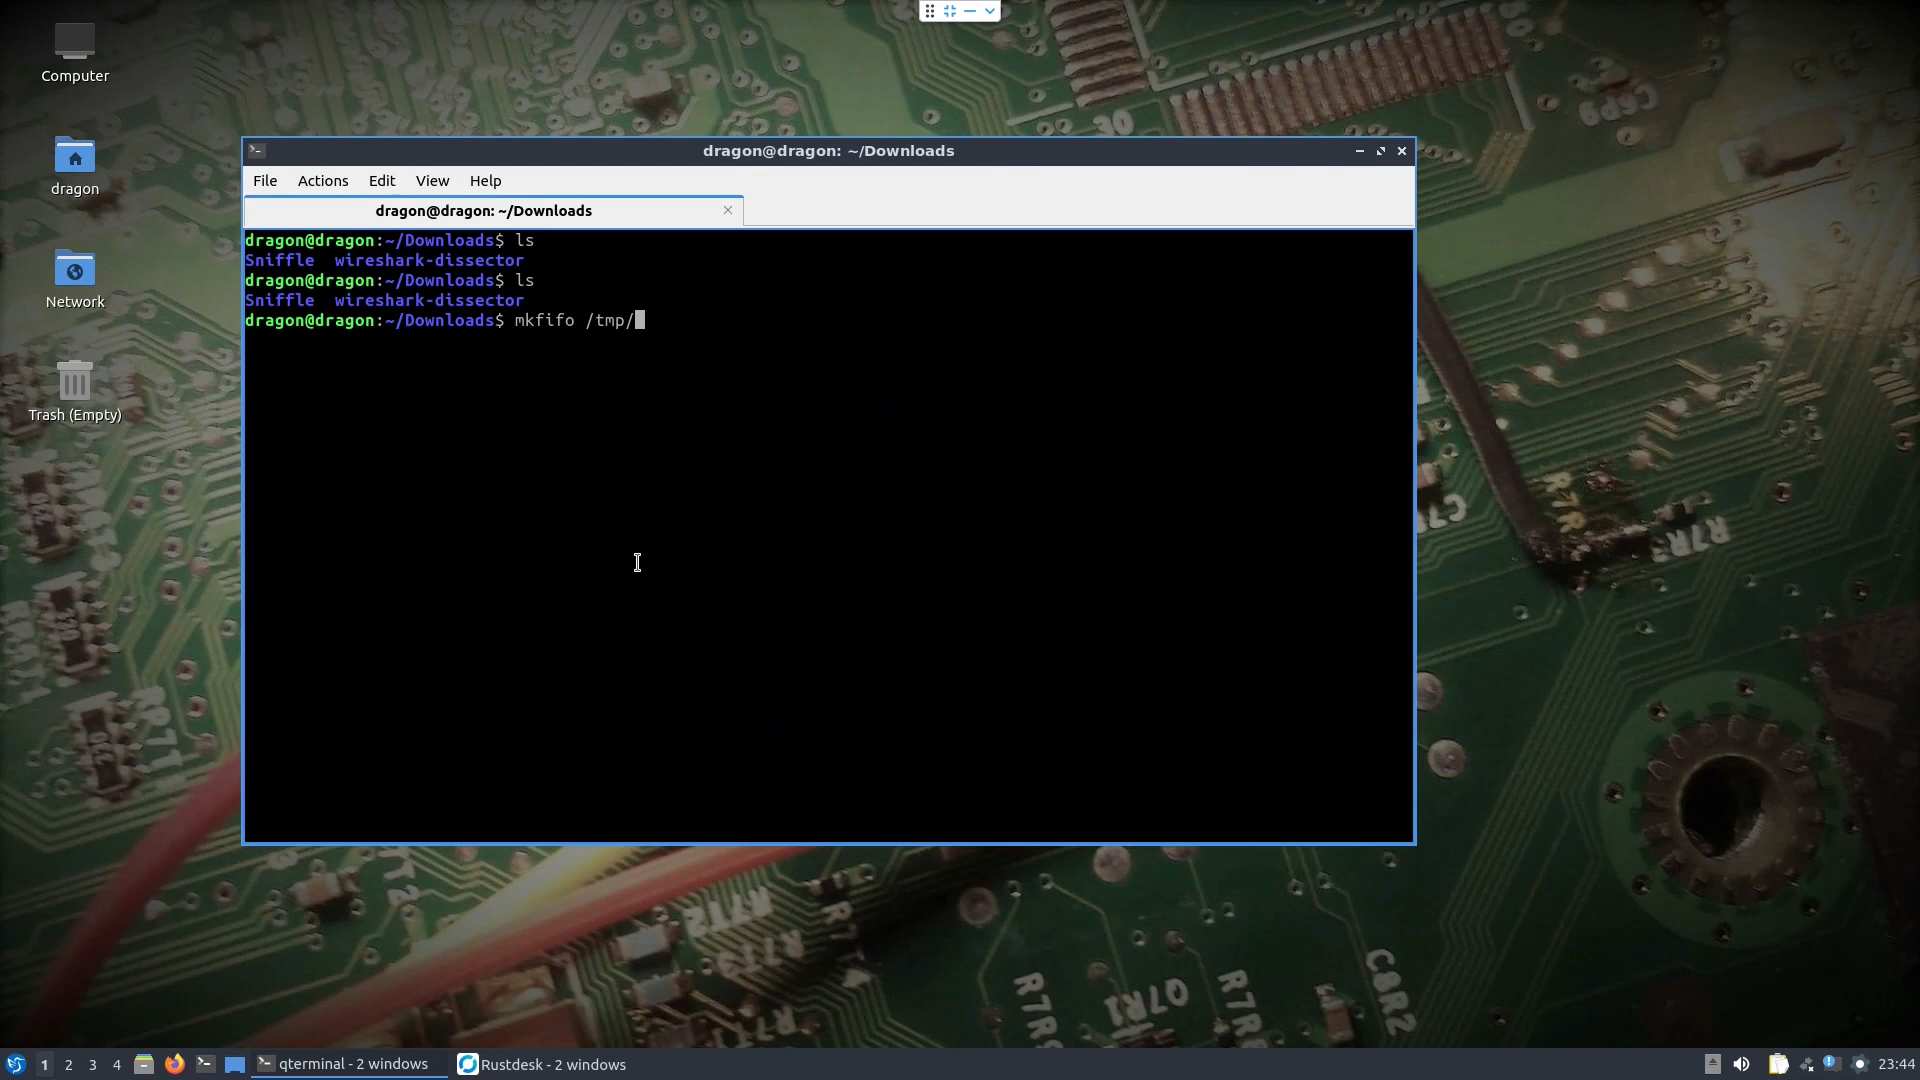 Computer
dragon
Network
Trash (Empty)
dragon@dragon: ~/Downloads
File Actions Edit View Help
dragon@dragon: ~/Downloads
dragon@dragon:~/Downloads$ ls
Sniffle wireshark-dissector
dragon@dragon:~/Downloads$ ls
Sniffle wireshark-dissector
dragon@dragon:~/Downloads$ mkfifo /tmp/
1 2 3 4 qterminal - 2 windows Rustdesk - 2 windows 23:44